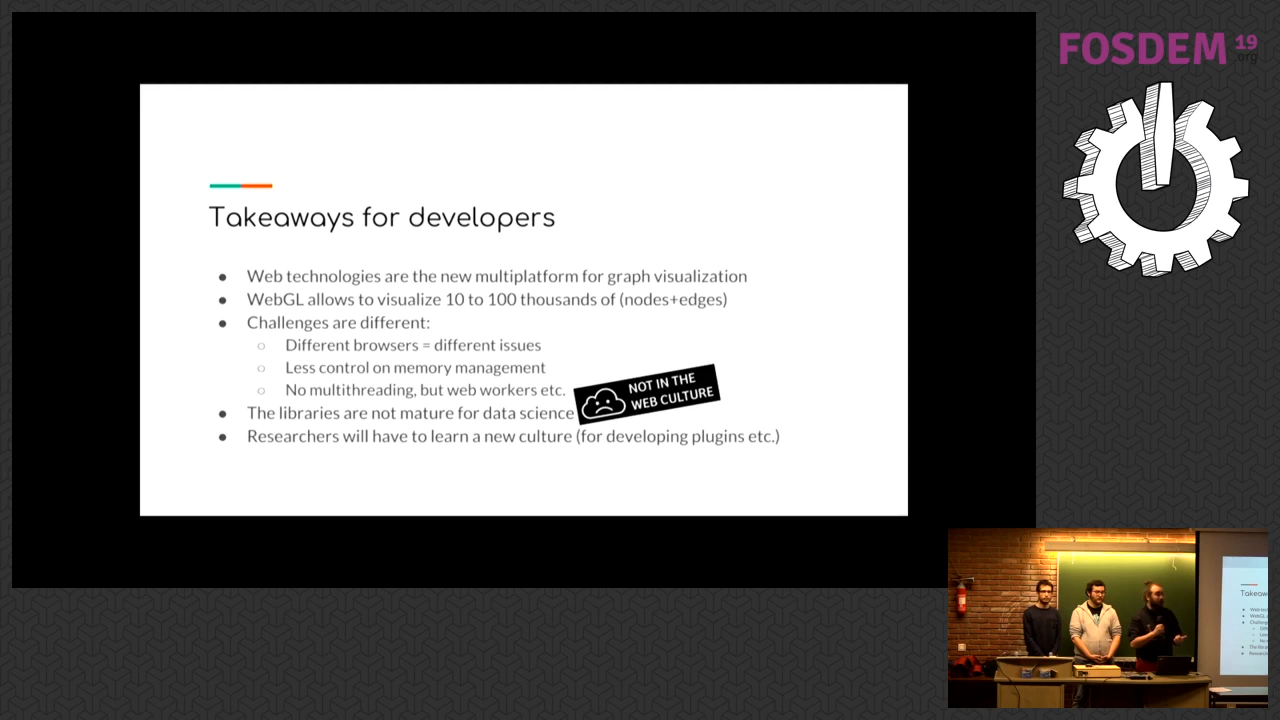 FOSDEM 19
.org
Takeaways for developers
● Web technologies are the new multiplatform for graph visualization
● WebGL allows to visualize 10 to 100 thousands of (nodes+edges)
● Challenges are different:
○ Different browsers = different issues
○ Less control on memory management
○ No multithreading, but web workers etc.
NOT IN THE
WEB CULTURE
● The libraries are not mature for data science
● Researchers will have to learn a new culture (for developing plugins etc.)
Takeaw